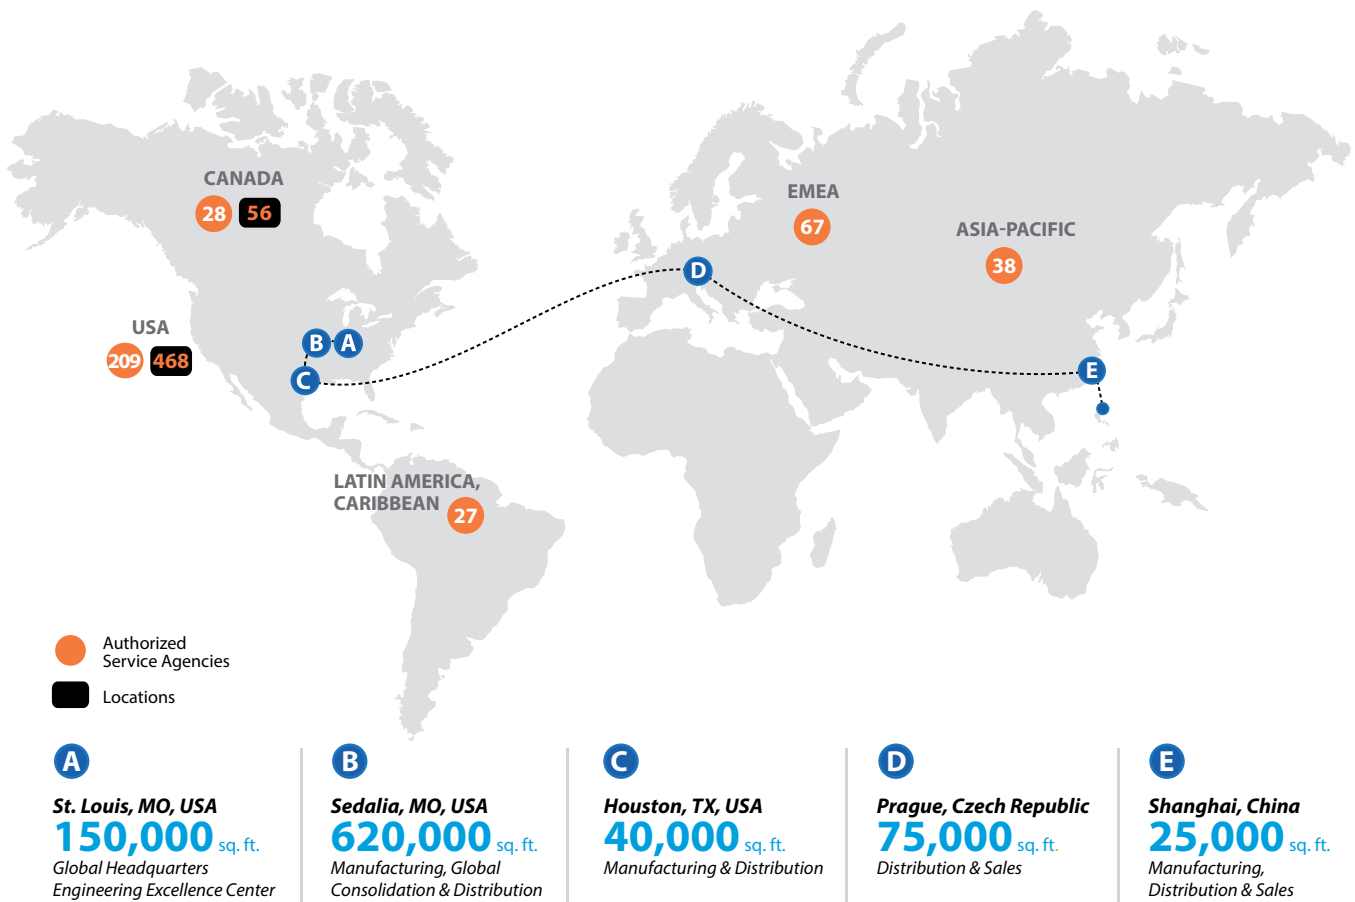 CANADA
28 56
EMEA
67
ASIA-PACIFIC
38
USA
209 468
B A
C
D
E
LATIN AMERICA,
CARIBBEAN
27
Authorized
Service Agencies
Locations
A
St. Louis, MO, USA
150,000 sq. ft.
Global Headquarters
Engineering Excellence Center
B
Sedalia, MO, USA
620,000 sq. ft.
Manufacturing, Global
Consolidation & Distribution
C
Houston, TX, USA
40,000 sq. ft.
Manufacturing & Distribution
D
Prague, Czech Republic
75,000 sq. ft.
Distribution & Sales
E
Shanghai, China
25,000 sq. ft.
Manufacturing,
Distribution & Sales